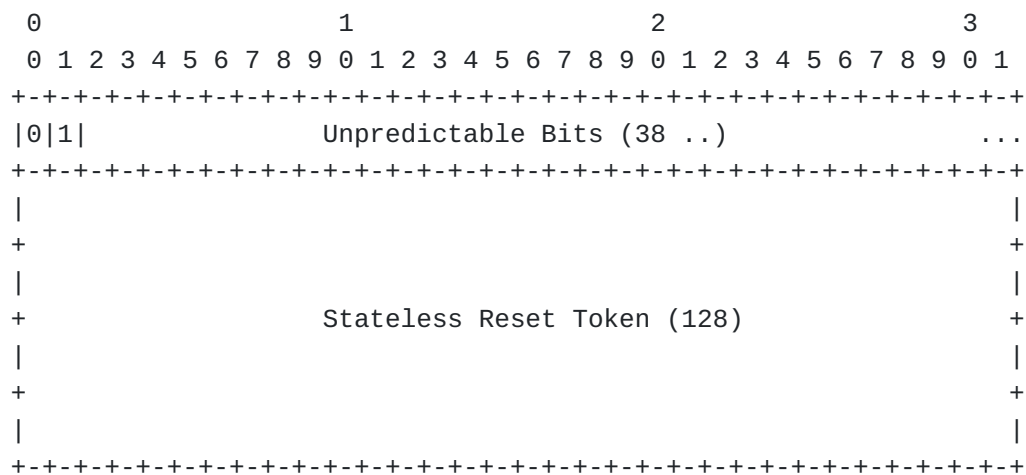 0                   1                   2                   3
 0 1 2 3 4 5 6 7 8 9 0 1 2 3 4 5 6 7 8 9 0 1 2 3 4 5 6 7 8 9 0 1
+-+-+-+-+-+-+-+-+-+-+-+-+-+-+-+-+-+-+-+-+-+-+-+-+-+-+-+-+-+-+-+-+
|0|1|               Unpredictable Bits (38 ..)                ...
+-+-+-+-+-+-+-+-+-+-+-+-+-+-+-+-+-+-+-+-+-+-+-+-+-+-+-+-+-+-+-+-+
|                                                               |
+                                                               +
|                                                               |
+                   Stateless Reset Token (128)                 +
|                                                               |
+                                                               +
|                                                               |
+-+-+-+-+-+-+-+-+-+-+-+-+-+-+-+-+-+-+-+-+-+-+-+-+-+-+-+-+-+-+-+-+